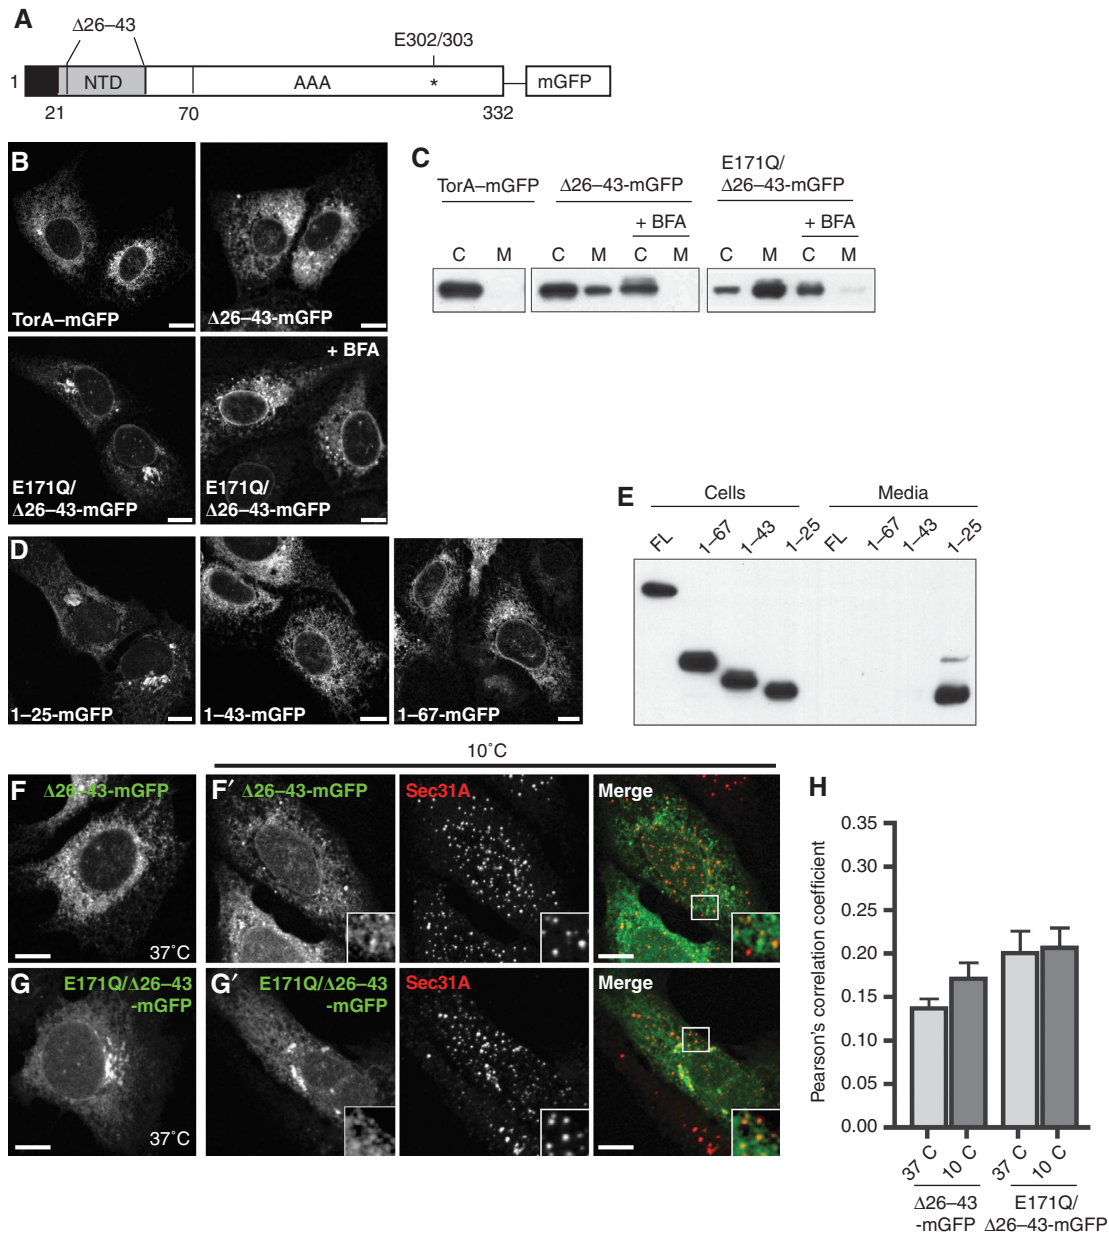 A
Δ26–43
E302/303
1
NTD
AAA
*
mGFP
21
70
332
B
TorA–mGFP
Δ26–43-mGFP
+ BFA
E171Q/
Δ26–43-mGFP
E171Q/
Δ26–43-mGFP
C
TorA–mGFP
Δ26–43-mGFP
E171Q/
Δ26–43-mGFP
+ BFA
+ BFA
C M C M C M C M C M
D
1–25-mGFP
1–43-mGFP
1–67-mGFP
E
Cells
Media
FL 1–67 1–43 1–25 FL 1–67 1–43 1–25
10˚C
F
Δ26–43-mGFP
37˚C
F′
Δ26–43-mGFP
Sec31A
Merge
G
E171Q/Δ26–43
-mGFP
37˚C
G′
E171Q/Δ26–43
-mGFP
Sec31A
Merge
H
Pearson's correlation coefficient
0.35
0.30
0.25
0.20
0.15
0.10
0.05
0.00
37 C
10 C
37 C
10 C
Δ26–43
-mGFP
E171Q/
Δ26–43-mGFP